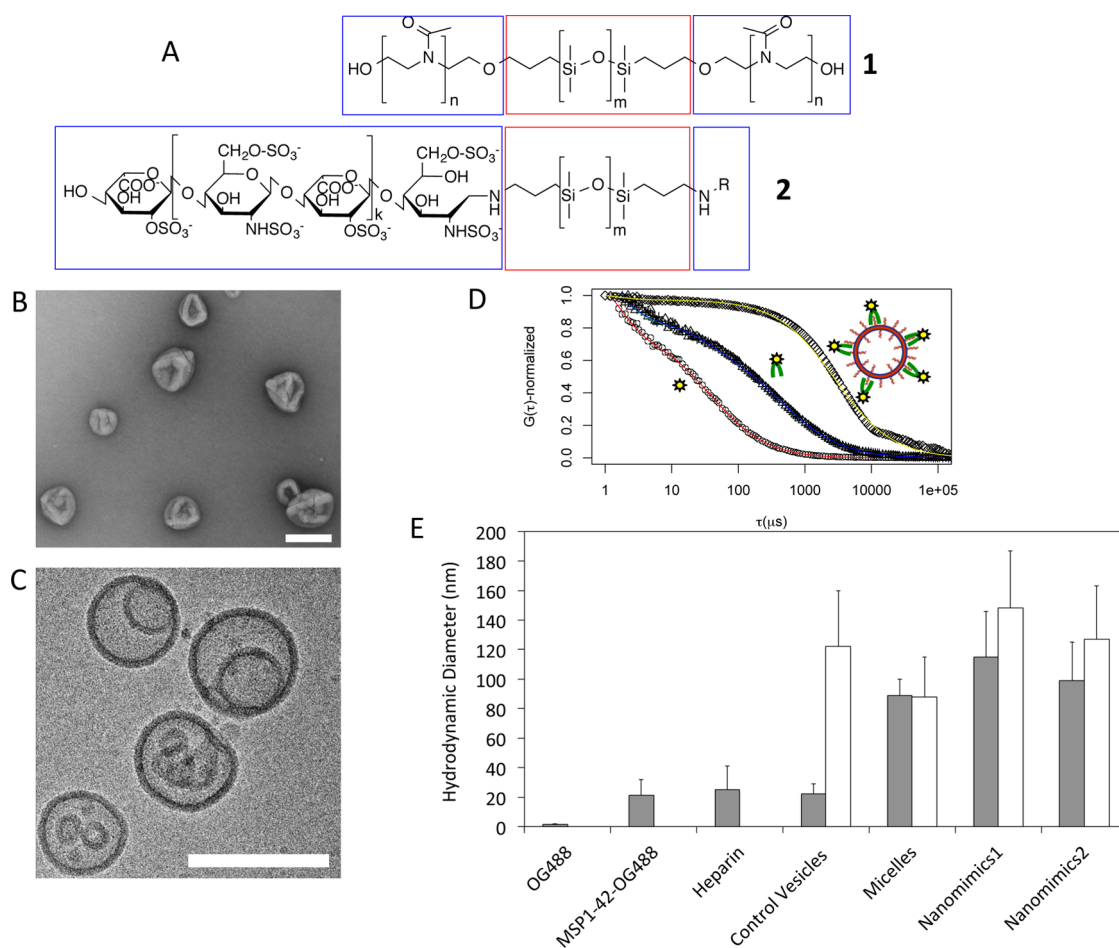 A
O
O
HO
N
O
Si
O
Si
O
N
OH
1
n
m
n
CH₂O-SO₃⁻
CH₂O-SO₃⁻
HO
COO⁻
OH
O
O
OH
O
COO⁻
OH
O
O
OH
OH
N
H
Si
O
Si
N
H
R
2
OSO₃⁻
NHSO₃⁻
OSO₃⁻
k
NHSO₃⁻
m
B
C
D
G(τ)-normalized
1.0
0.8
0.6
0.4
0.2
0.0
1
10
100
1000
10000
1e+05
τ(μs)
E
Hydrodynamic Diameter (nm)
200
180
160
140
120
100
80
60
40
20
0
OG488
MSP1-42-OG488
Heparin
Control Vesicles
Micelles
Nanomimics1
Nanomimics2